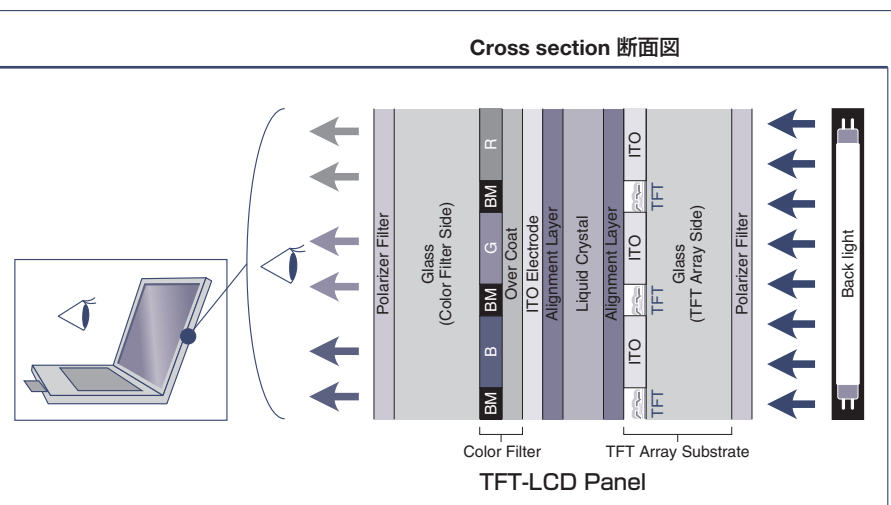 Cross section 断面図
Polarizer Filter
Glass
(Color Filter Side)
R
BM
G
BM
B
BM
Over Coat
ITO Electrode
Alignment Layer
Liquid Crystal
Alignment Layer
ITO
TFT
ITO
TFT
ITO
TFT
Glass
(TFT Array Side)
Polarizer Filter
Back light
Color Filter
TFT Array Substrate
TFT-LCD Panel